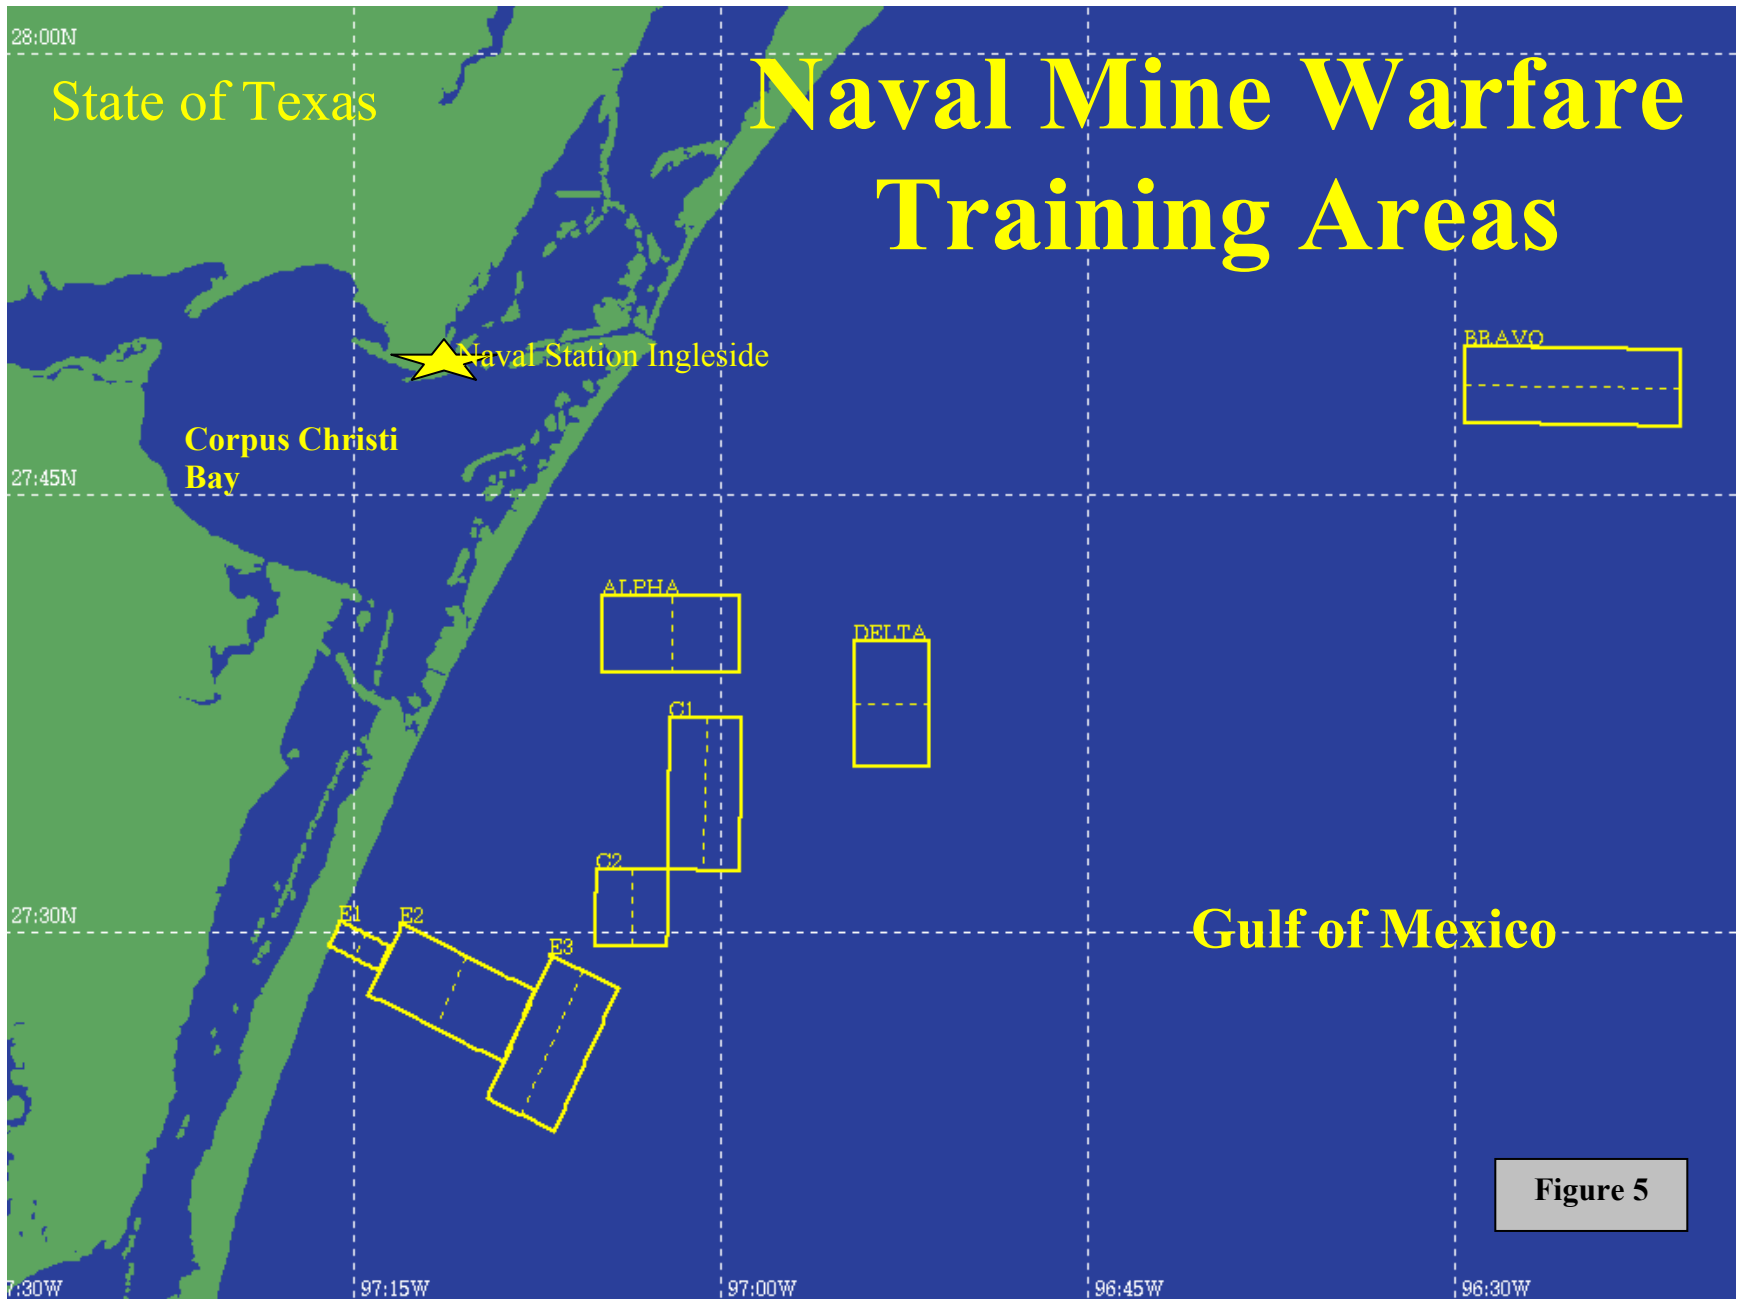 28:00N
State of Texas
Naval Mine Warfare
Training Areas
BRAVO
Naval Station Ingleside
Corpus Christi
Bay
27:45N
ALPHA
DELTA
C1
C2
27:30N
E1
E2
Gulf of Mexico
E3
Figure 5
7:30W
97:15W
97:00W
96:45W
96:30W